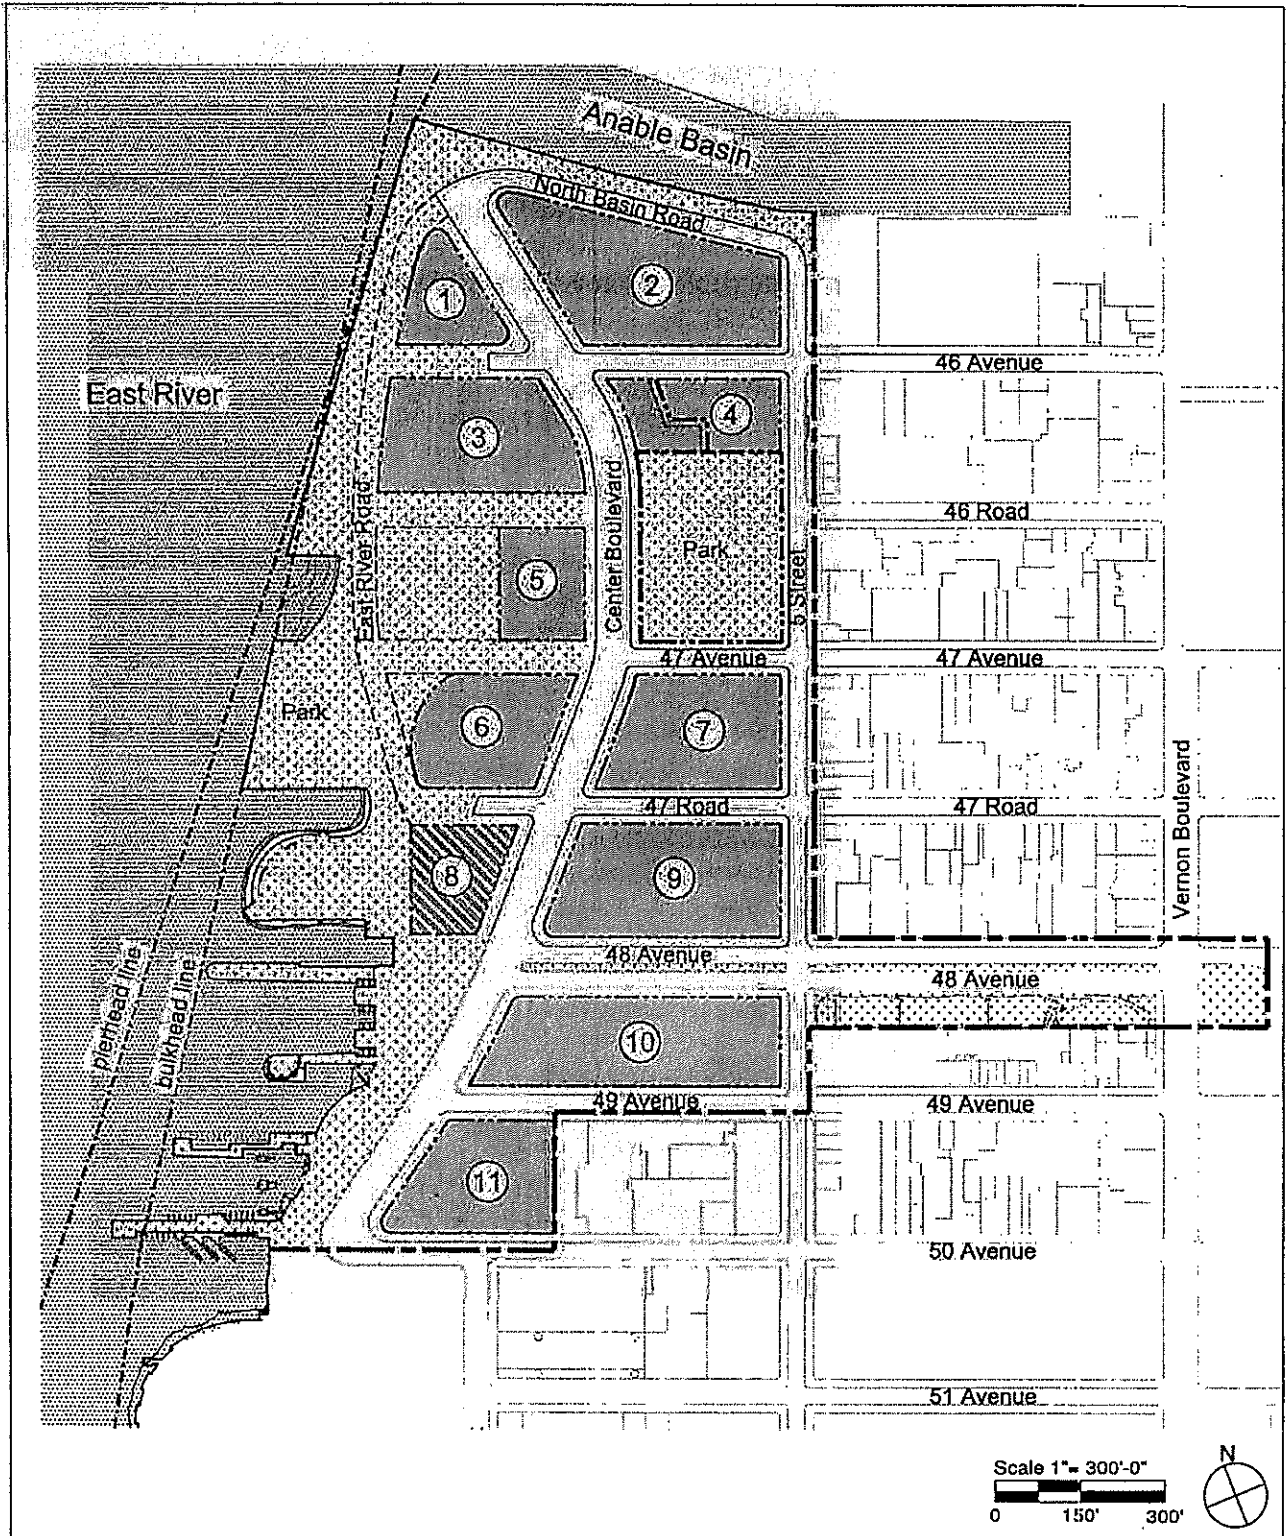 Anable Basin
North Basin Road
1
2
46 Avenue
East River
3
4
46 Road
East River Road
Center Boulevard
Park
5 Street
5
47 Avenue
47 Avenue
Park
6
7
Vernon Boulevard
47 Road
47 Road
8
9
48 Avenue
48 Avenue
pierhead line
bulkhead line
10
49 Avenue
49 Avenue
11
50 Avenue
51 Avenue
N
Scale 1"= 300'-0"
0 150' 300'